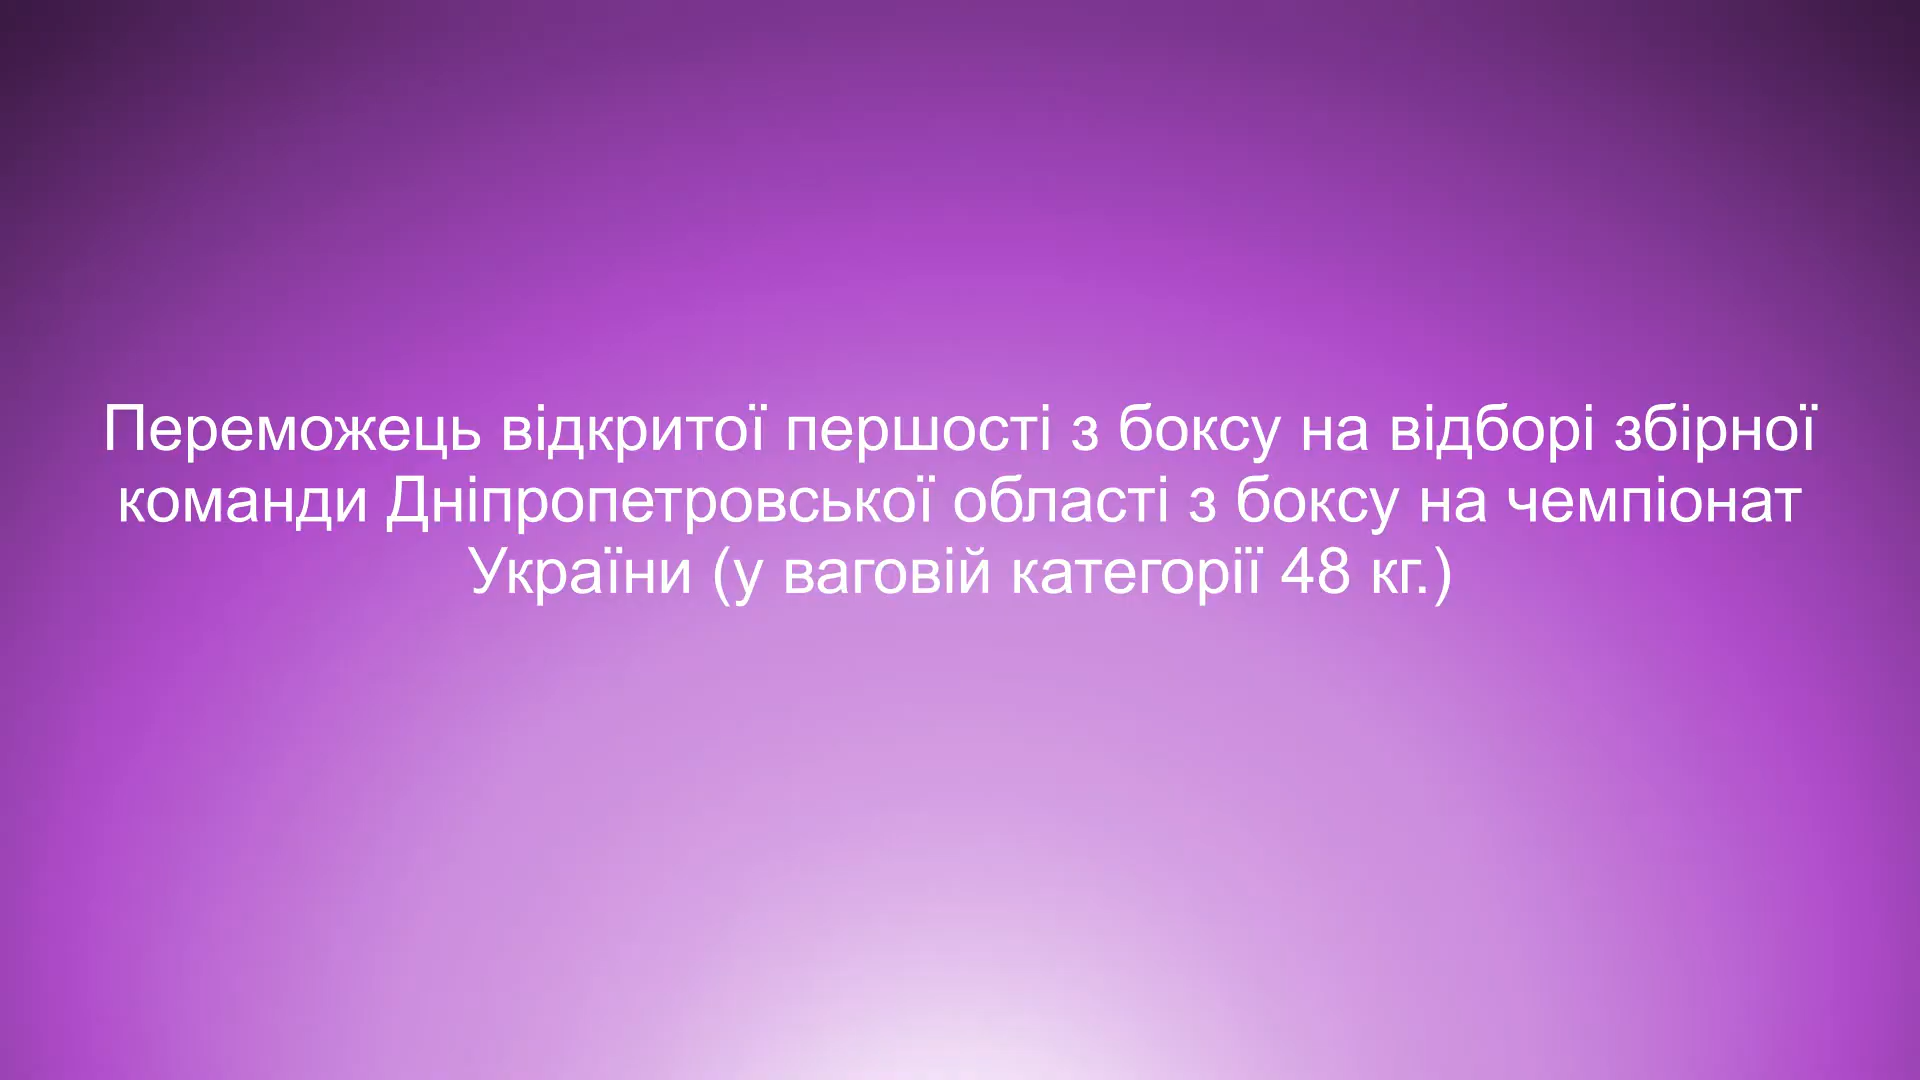 Переможець відкритої першості з боксу на відборі збірної
команди Дніпропетровської області з боксу на чемпіонат
України (у ваговій категорії 48 кг.)